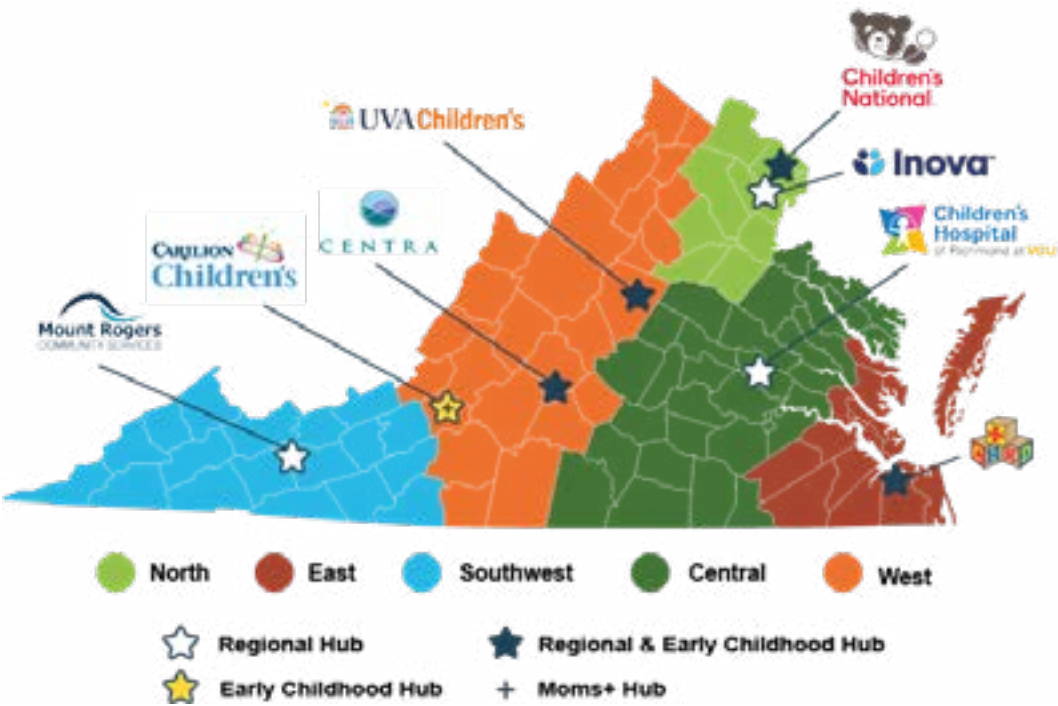 Children's
National
UVA Children's
Inova
CENTRA
Children's
Hospital
of Richmond at VCU
CARILION
Children's
Mount Rogers
COMMUNITY SERVICES
North
East
Southwest
Central
West
Regional Hub
Regional & Early Childhood Hub
Early Childhood Hub
+ Moms+ Hub